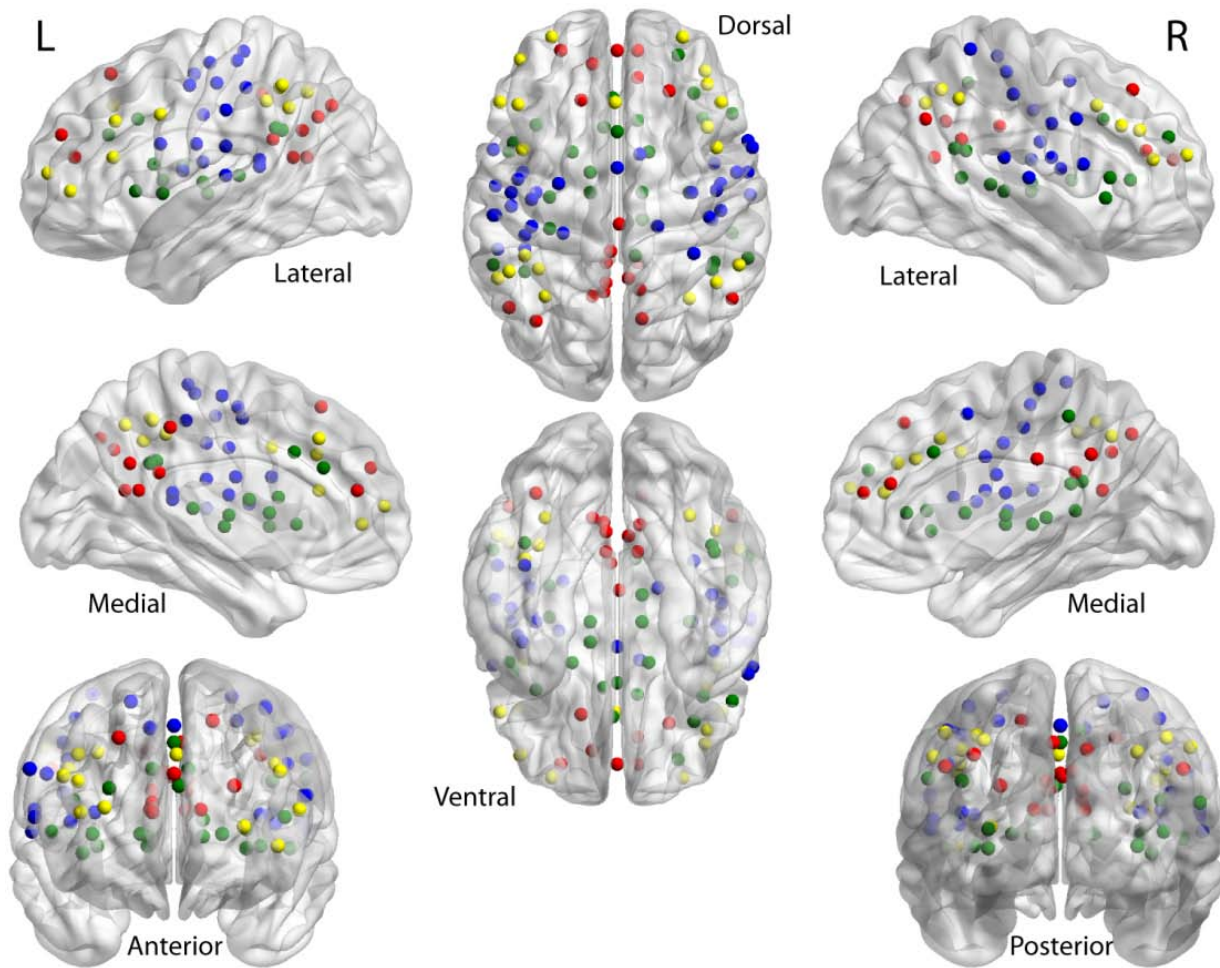 L
Dorsal
R
Lateral
Lateral
Medial
Medial
Ventral
Anterior
Posterior